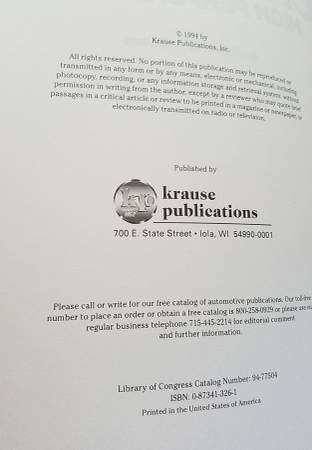 © 1994 by
Krause Publications, Inc.
All rights reserved. No portion of this publication may be reproduced or
transmitted in any form or by any means, electronic or mechanical, including
photocopy, recording, or any information storage and retrieval system, without
permission in writing from the author, except by a reviewer who may quote brief
passages in a critical article or review to be printed in a magazine or newspaper, or
electronically transmitted on radio or television.
Published by
krause
publications
700 E. State Street • Iola, WI 54990-0001
Please call or write for our free catalog of automotive publications. Our toll-free
number to place an order or obtain a free catalog is 800-258-0929 or please use
regular business telephone 715-445-2214 for editorial comment
and further information.
Library of Congress Catalog Number: 94-77504
ISBN: 0-87341-326-1
Printed in the United States of America